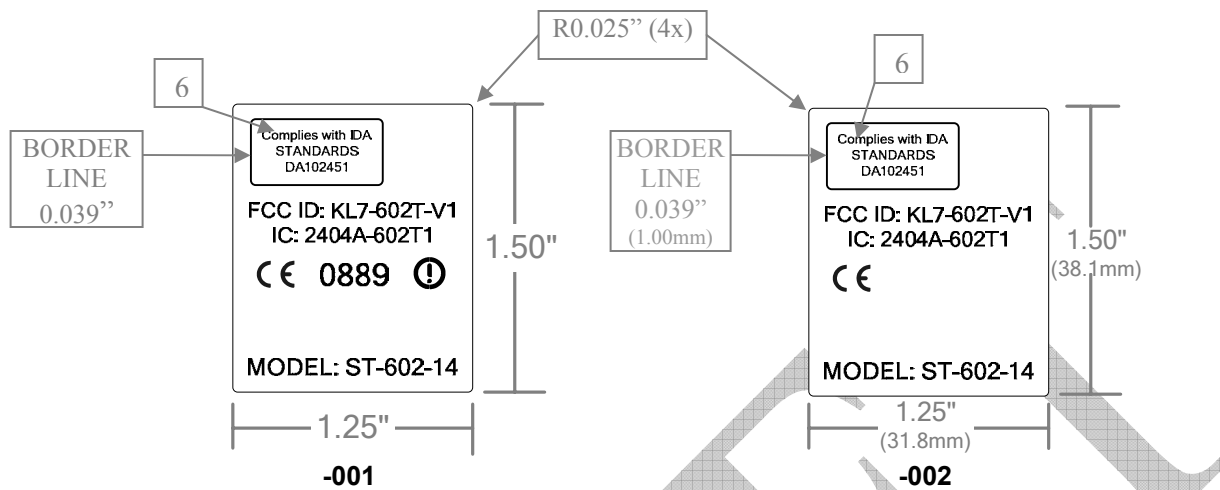 R0.025” (4x)
6
BORDER
LINE
0.039”
Complies with IDA
STANDARDS
DA102451
FCC ID: KL7-602T-V1
IC: 2404A-602T1
CE 0889
MODEL: ST-602-14
1.50"
1.25"
-001
6
BORDER
LINE
0.039”
(1.00mm)
Complies with IDA
STANDARDS
DA102451
FCC ID: KL7-602T-V1
IC: 2404A-602T1
CE
MODEL: ST-602-14
1.50"
(38.1mm)
1.25"
(31.8mm)
-002